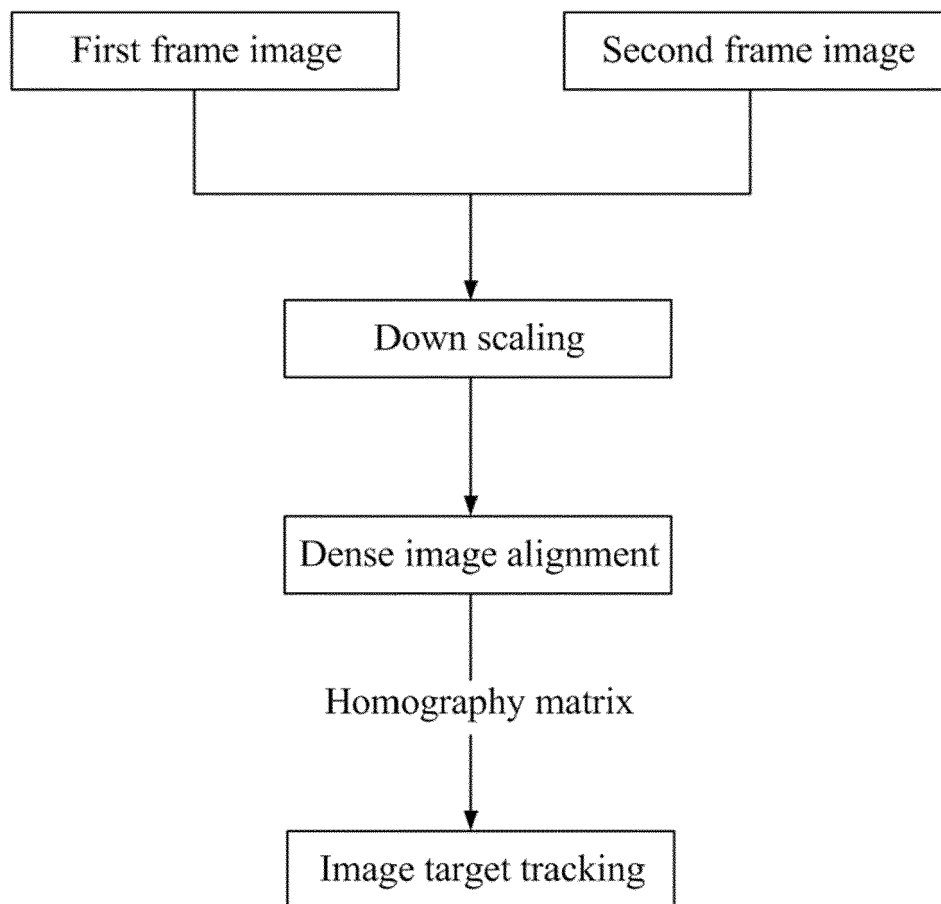 First frame image
Second frame image
Down scaling
Dense image alignment
Homography matrix
Image target tracking